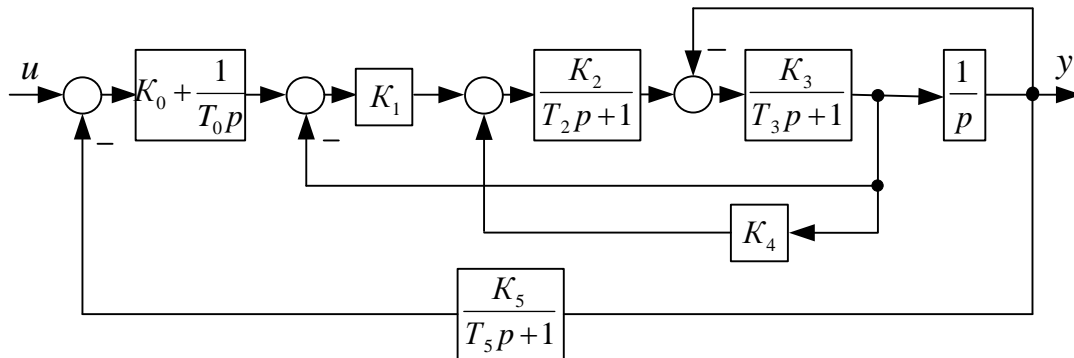 u
−
K₀ + 1/(T₀p)
−
K₁
K₂/(T₂p+1)
−
K₃/(T₃p+1)
1/p
y
K₄
K₅/(T₅p+1)